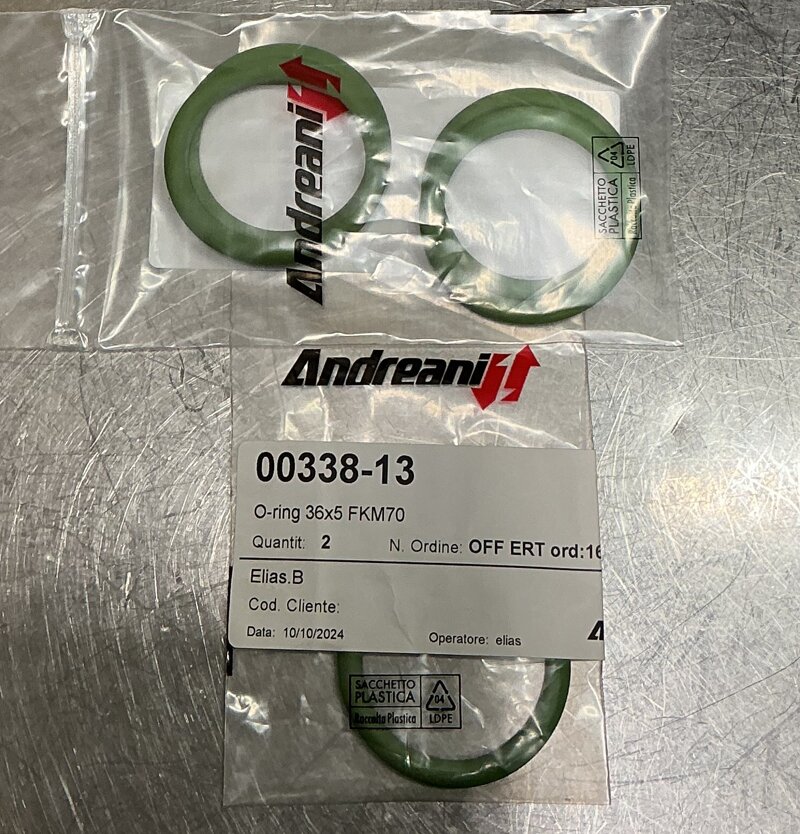 Andreani
04
LDPE
SACCHETTO
PLASTICA
Raccolta Plastica
Andreani
00338-13
O-ring 36x5 FKM70
Quantit: 2
N. Ordine: OFF ERT ord:16
Elias.B
Cod. Cliente:
Data: 10/10/2024
Operatore: elias
SACCHETTO
PLASTICA
Raccolta Plastica
04
LDPE